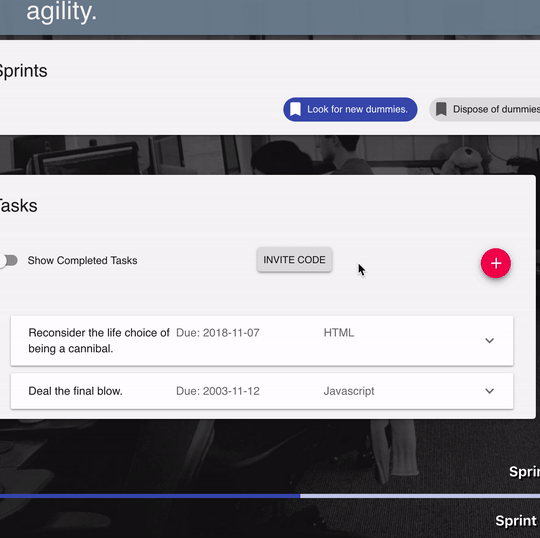 agility.
Sprints
Look for new dummies.
Dispose of dummies
Tasks
Show Completed Tasks
INVITE CODE
Reconsider the life choice of
being a cannibal.
Due: 2018-11-07
HTML
Deal the final blow.
Due: 2003-11-12
Javascript
Sprin
Sprint